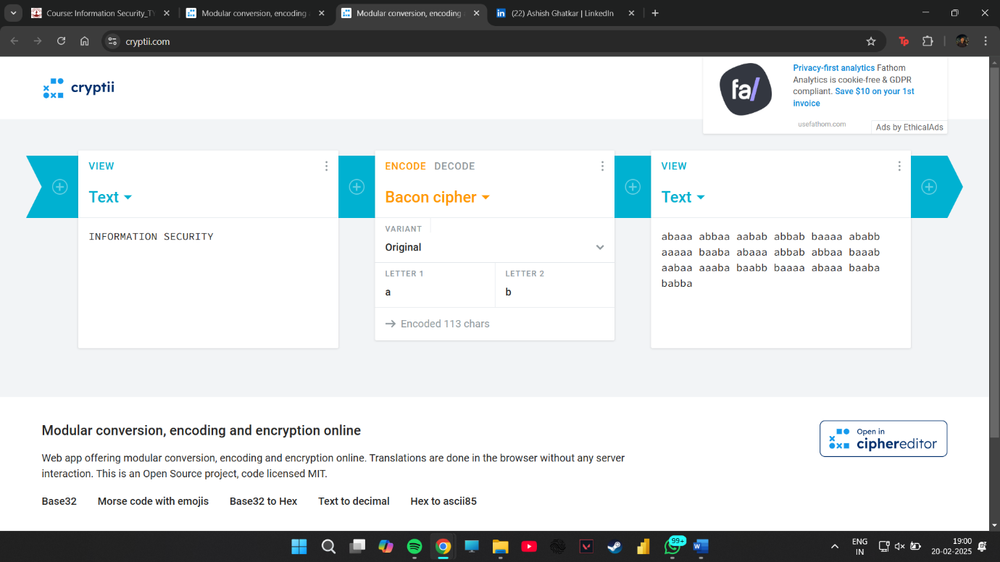 Course: Information Security_T
Modular conversion, encoding
Modular conversion, encoding
(22) Ashish Ghatkar | LinkedIn
cryptii.com
Tp
cryptii
fa/
Privacy-first analytics Fathom
Analytics is cookie-free & GDPR
compliant. Save $10 on your 1st
invoice
usefathom.com
Ads by EthicalAds
VIEW
Text
INFORMATION SECURITY
ENCODE DECODE
Bacon cipher
VARIANT
Original
LETTER 1
a
LETTER 2
b
→ Encoded 113 chars
VIEW
Text
abaaa abbaa aabab abbab baaaa ababb
aaaaa baaba abaaa abbab abbaa baaab
aabaa aaaba baabb baaaa abaaa baaba
babba
Modular conversion, encoding and encryption online
Web app offering modular conversion, encoding and encryption online. Translations are done in the browser without any server
interaction. This is an Open Source project, code licensed MIT.
Base32 Morse code with emojis Base32 to Hex Text to decimal Hex to ascii85
Open in
ciphereditor
99+
ENG
IN
19:00
20-02-2025